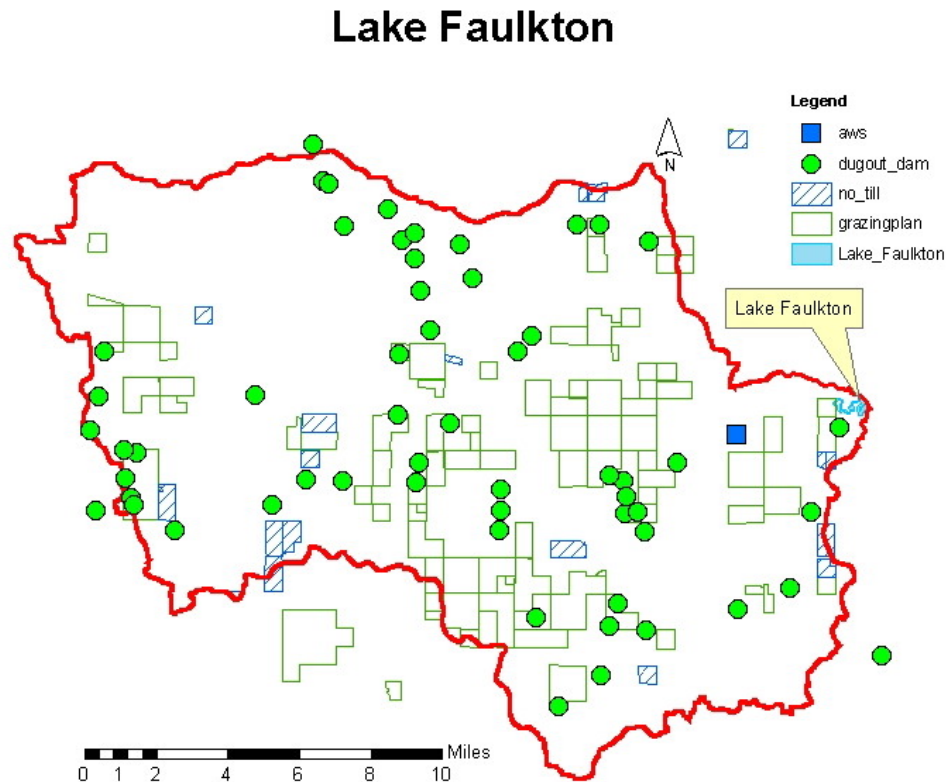 Lake Faulkton
Legend
aws
dugout_dam
no_till
grazingplan
Lake_Faulkton
N
Lake Faulkton
Miles
0 1 2 4 6 8 10